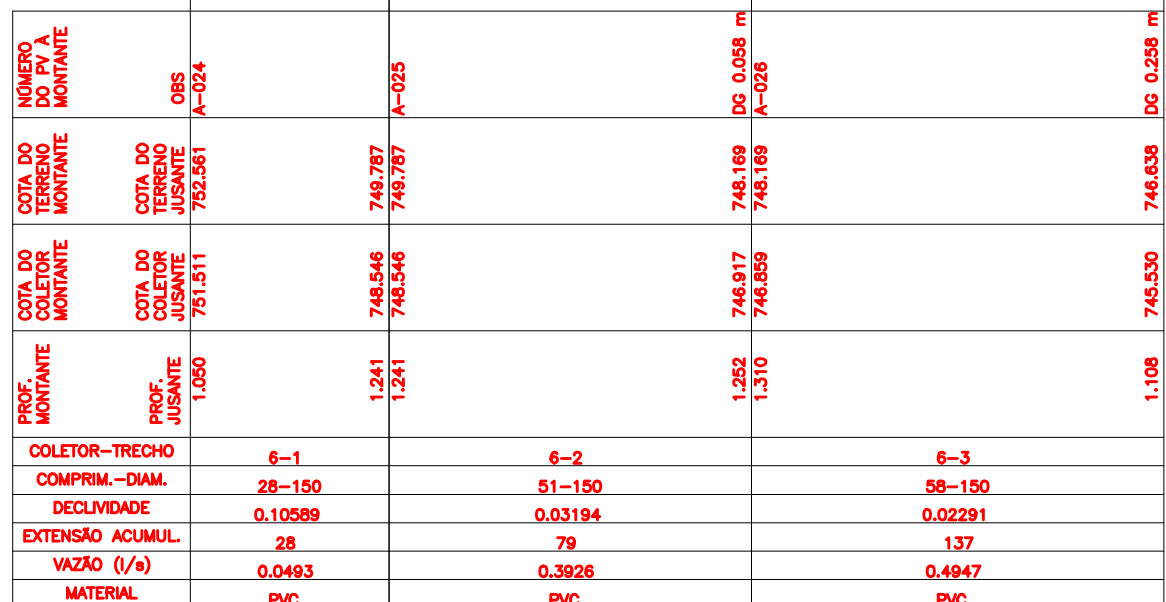 NÚMERO
DO PV À
MONTANTE
OBS
A-024
A-025
DG 0.058 m
A-026
DG 0.258 m
COTA DO
TERRENO
MONTANTE
COTA DO
TERRENO
JUSANTE
752.561
749.787
749.787
748.169
748.169
746.638
COTA DO
COLETOR
MONTANTE
COTA DO
COLETOR
JUSANTE
751.511
748.546
748.546
746.917
746.859
745.530
PROF.
MONTANTE
PROF.
JUSANTE
1.050
1.241
1.241
1.252
1.310
1.108
COLETOR-TRECHO 6-1 6-2 6-3
COMPRIM.-DIAM. 28-150 51-150 58-150
DECLIVIDADE 0.10589 0.03194 0.02291
EXTENSÃO ACUMUL. 28 79 137
VAZÃO (l/s) 0.0493 0.3926 0.4947
MATERIAL PVC PVC PVC